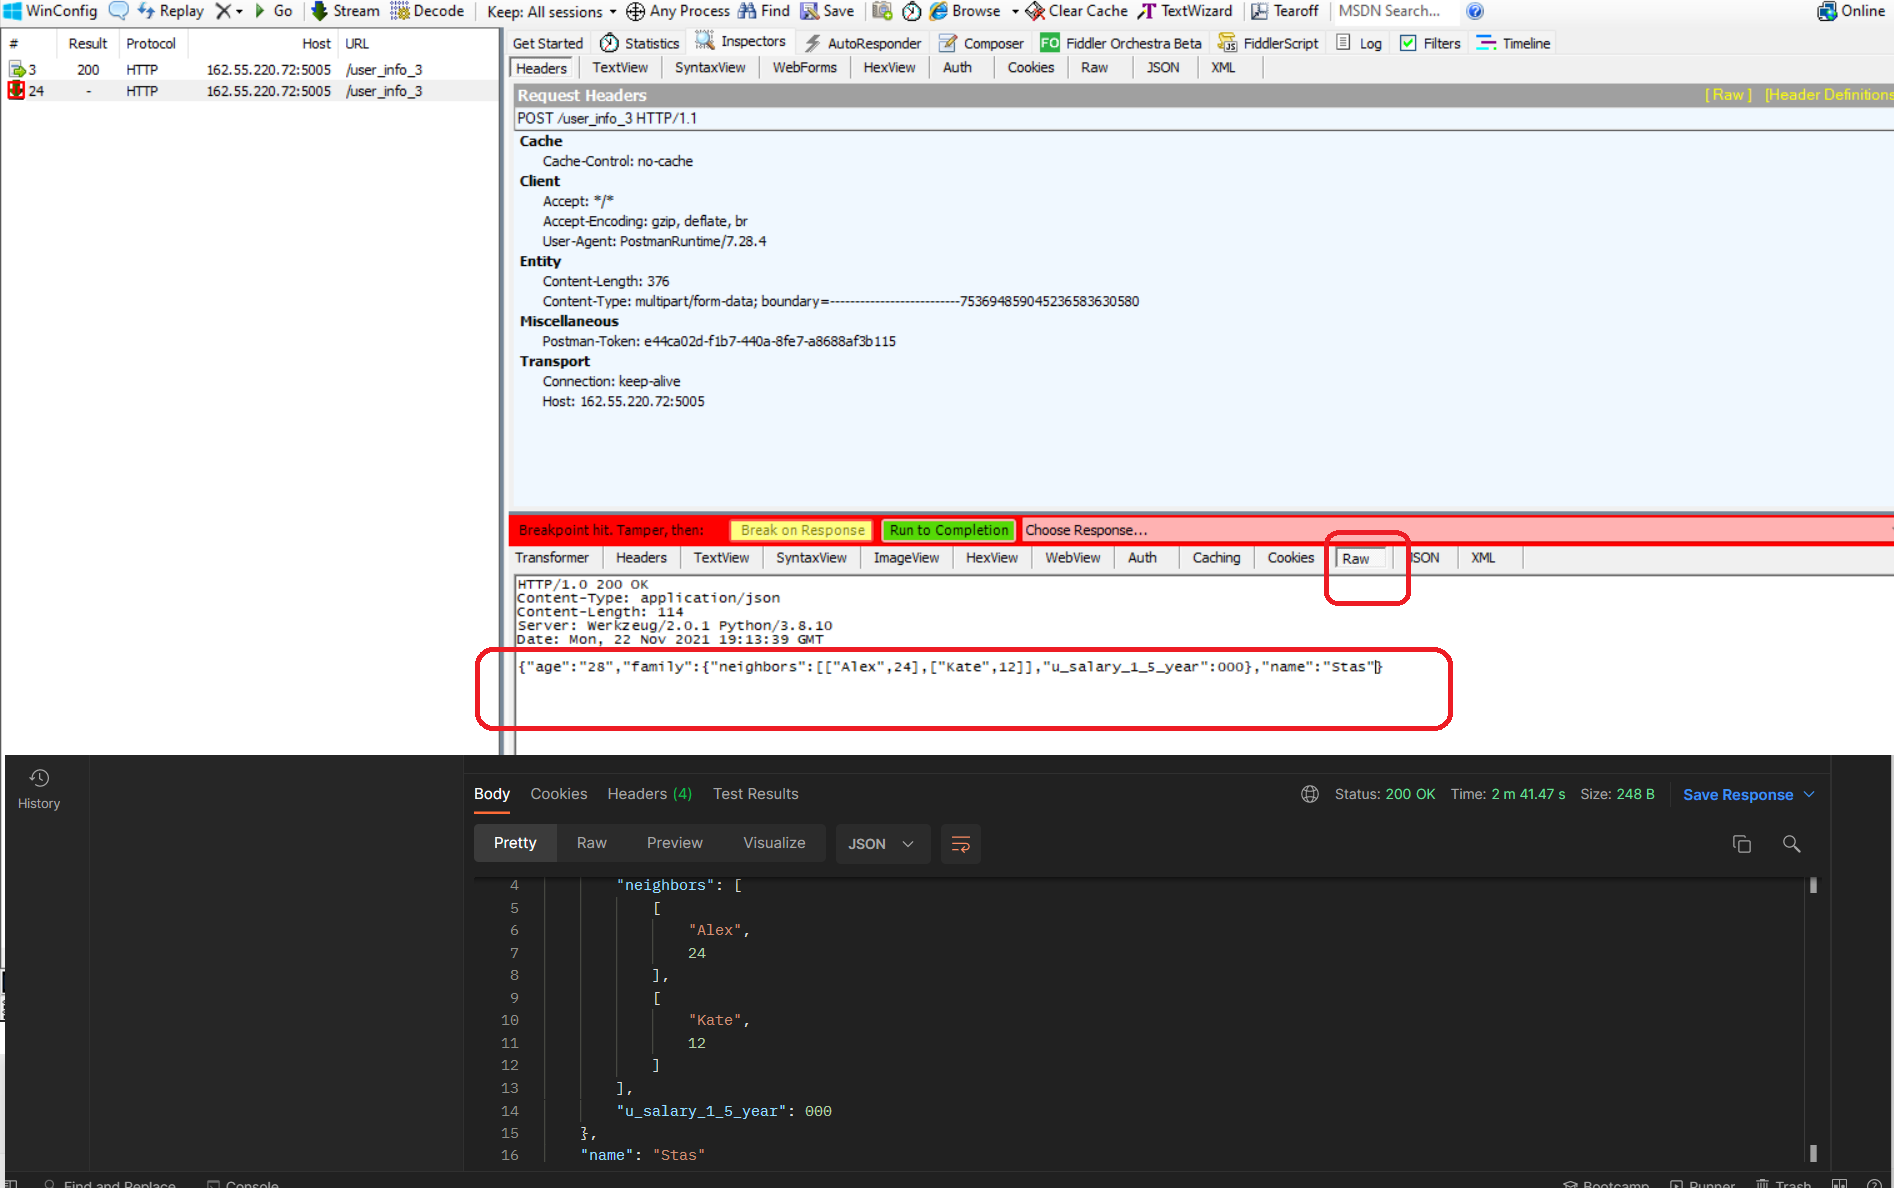 WinConfig Replay Go Stream Decode Keep: All sessions Any Process Find Save Browse Clear Cache TextWizard Tearoff MSDN Search... Online
# Result Protocol Host URL
3 200 HTTP 162.55.220.72:5005 /user_info_3
24 - HTTP 162.55.220.72:5005 /user_info_3
Get Started Statistics Inspectors AutoResponder Composer FO Fiddler Orchestra Beta FiddlerScript Log Filters Timeline
Headers TextView SyntaxView WebForms HexView Auth Cookies Raw JSON XML
Request Headers [ Raw ] [Header Definitions
POST /user_info_3 HTTP/1.1
Cache
Cache-Control: no-cache
Client
Accept: */*
Accept-Encoding: gzip, deflate, br
User-Agent: PostmanRuntime/7.28.4
Entity
Content-Length: 376
Content-Type: multipart/form-data; boundary=--------------------------753694859045236583630580
Miscellaneous
Postman-Token: e44ca02d-f1b7-440a-8fe7-a8688af3b115
Transport
Connection: keep-alive
Host: 162.55.220.72:5005
Breakpoint hit. Tamper, then: Break on Response Run to Completion Choose Response...
Transformer Headers TextView SyntaxView ImageView HexView WebView Auth Caching Cookies Raw JSON XML
HTTP/1.0 200 OK
Content-Type: application/json
Content-Length: 114
Server: Werkzeug/2.0.1 Python/3.8.10
Date: Mon, 22 Nov 2021 19:13:39 GMT
{"age":"28","family":{"neighbors":[["Alex",24],["Kate",12]],"u_salary_1_5_year":000},"name":"Stas"}
History
Body Cookies Headers (4) Test Results Status: 200 OK Time: 2 m 41.47 s Size: 248 B Save Response
Pretty Raw Preview Visualize JSON
4 "neighbors": [
5 [
6 "Alex",
7 24
8 ],
9 [
10 "Kate",
11 12
12 ]
13 ],
14 "u_salary_1_5_year": 000
15 },
16 "name": "Stas"
Find and Replace Console Bootcamp Runner Trash